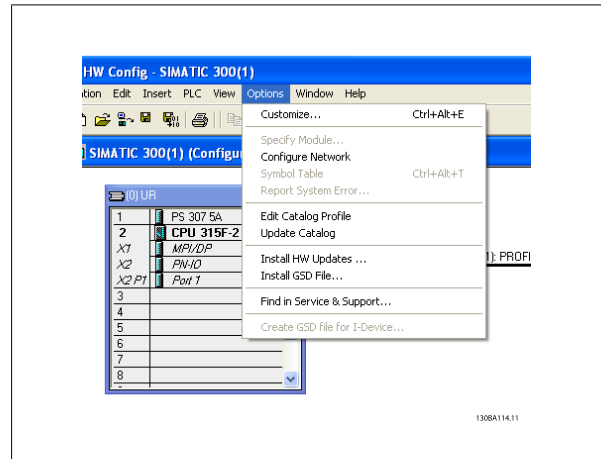 HW Config - SIMATIC 300(1)
tion Edit Insert PLC View Options Window Help
SIMATIC 300(1) (Configu
Customize... Ctrl+Alt+E
Specify Module...
Configure Network
Symbol Table Ctrl+Alt+T
Report System Error...
Edit Catalog Profile
Update Catalog
Install HW Updates ...
Install GSD File...
Find in Service & Support...
Create GSD file for I-Device...
(0) UR
1 PS 307 5A
2 CPU 315F-2
X1 MPI/DP
X2 PN-IO
X2 P1 Port 1
3
4
5
6
7
8
1): PROFI
130BA114.11